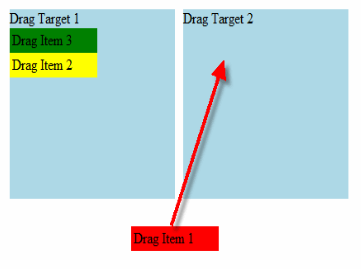 Drag Target 1
Drag Item 3
Drag Item 2
Drag Target 2
Drag Item 1